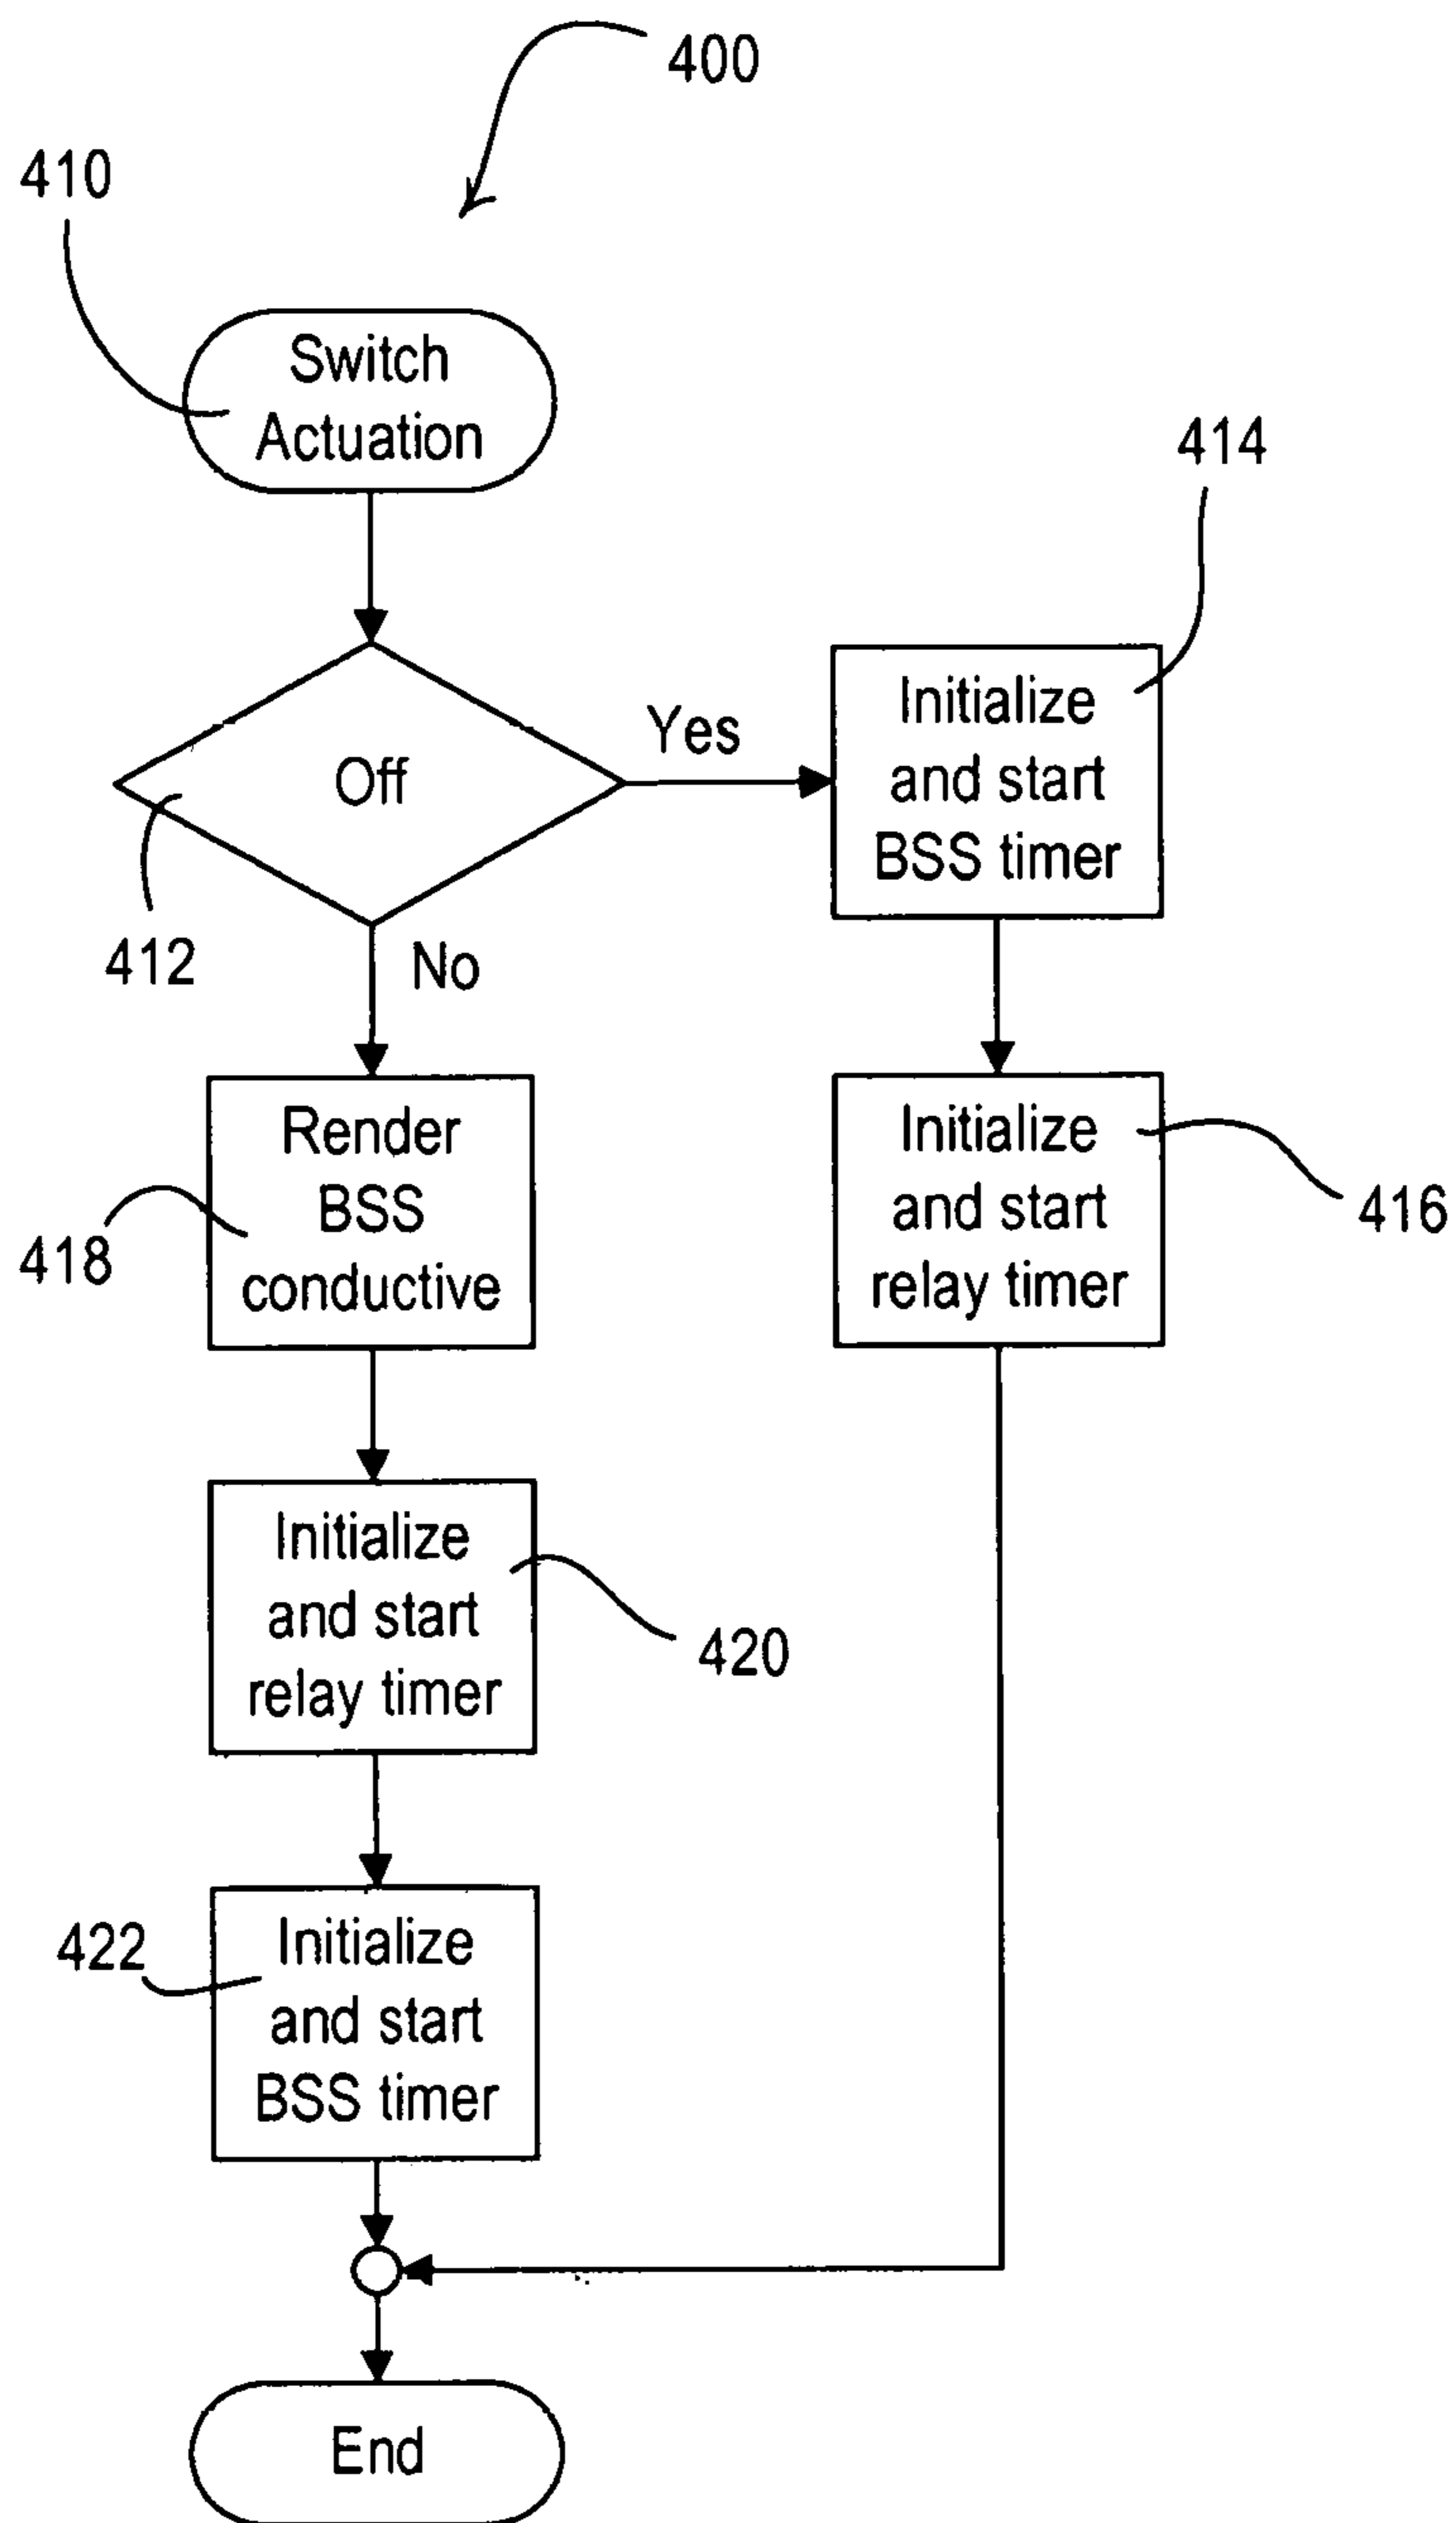 400
410
Switch
Actuation
414
Off
Yes
Initialize
and start
BSS timer
412
No
Render
BSS
conductive
418
Initialize
and start
relay timer
416
Initialize
and start
relay timer
420
422
Initialize
and start
BSS timer
End